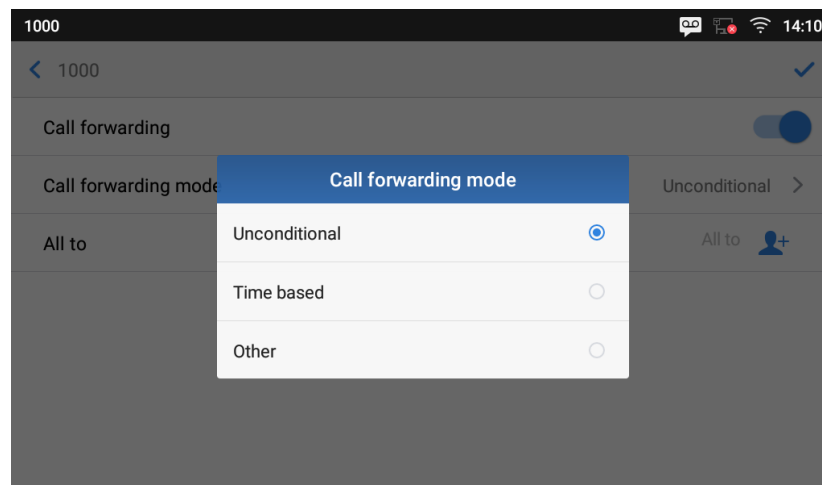 1000 14:10
1000
Call forwarding
Call forwarding mode
Unconditional
All to
All to
Call forwarding mode
Unconditional
Time based
Other